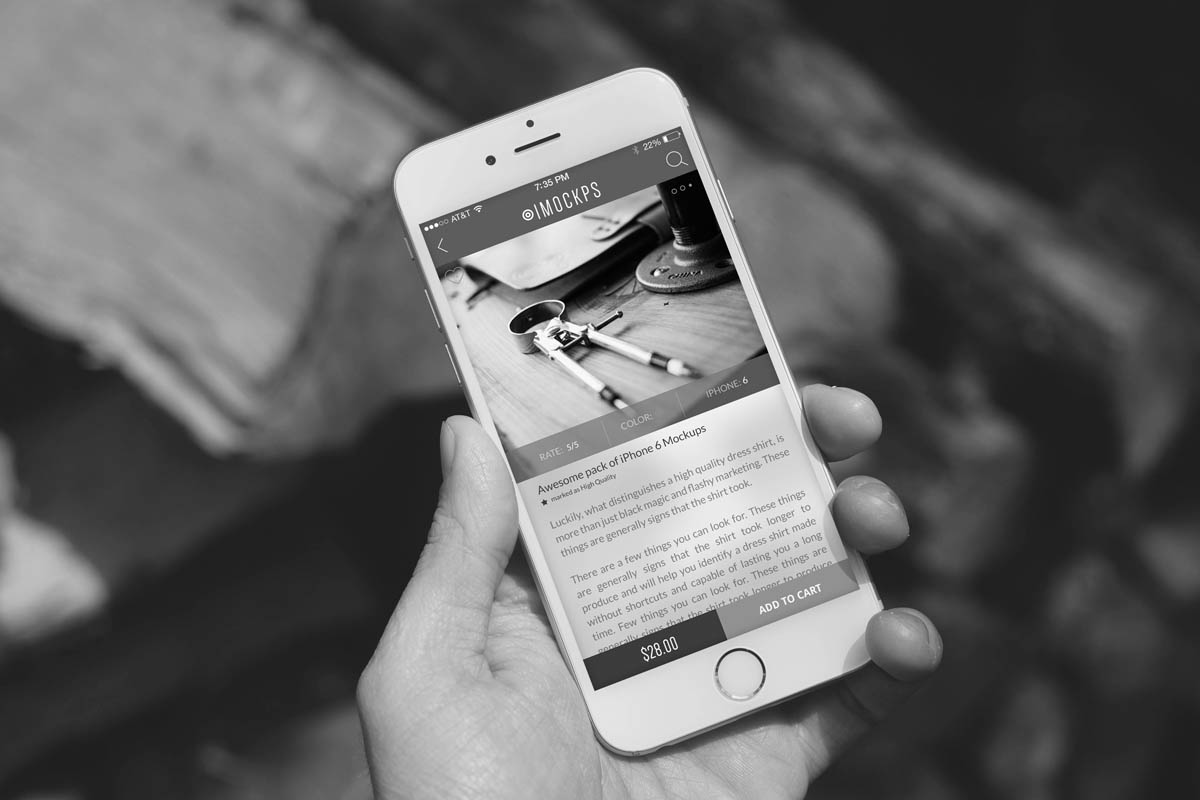 AT&T 7:35 PM 22%
IMOCKPS
CHINA
RATE: 5/5 COLOR: IPHONE: 6
Awesome pack of iPhone 6 Mockups
marked as High Quality
Luckily, what distinguishes a high quality dress shirt, is
more than just black magic and flashy marketing. These
things are generally signs that the shirt took.
There are a few things you can look for. These things
are generally signs that the shirt took longer to
produce and will help you identify a dress shirt made
without shortcuts and capable of lasting you a long
time. Few things you can look for. These things are
generally signs that the shirt took longer to produce
$28.00 ADD TO CART